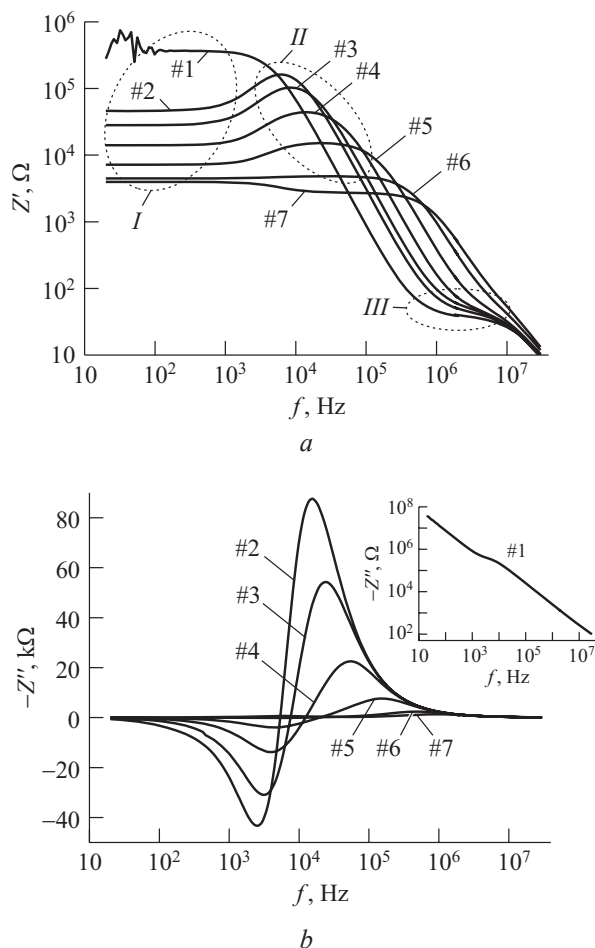 10^6
10^5
10^4
10^3
10^2
10
Z′, Ω
#1
#2
II
#3
#4
#5
#6
#7
I
III
10 10^2 10^3 10^4 10^5 10^6 10^7
f, Hz
a
80
60
40
20
0
−20
−40
−Z″, kΩ
#2
#3
#4
#5
#6
#7
10^8
10^6
10^4
10^2
−Z″, Ω
#1
10 10^3 10^5 10^7
f, Hz
10 10^2 10^3 10^4 10^5 10^6 10^7
f, Hz
b